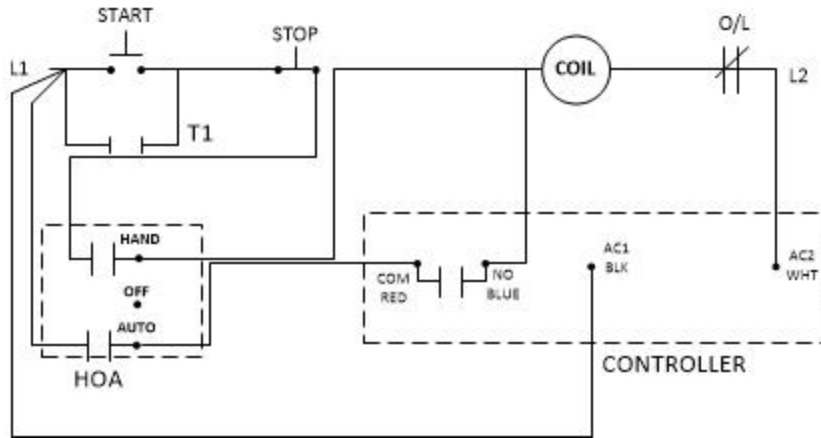 START
STOP
O/L
L1
COIL
L2
T1
HAND
OFF
AUTO
HOA
COM
RED
NO
BLUE
AC1
BLK
AC2
WHT
CONTROLLER